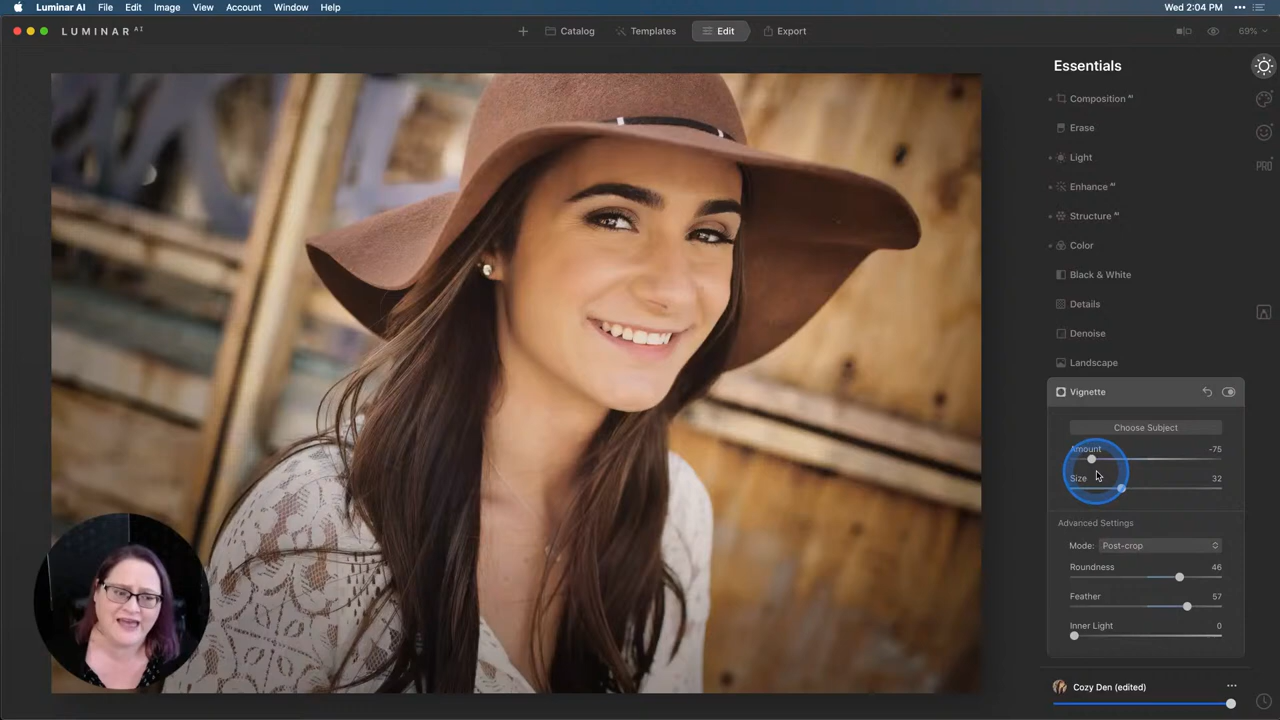 Luminar AI File Edit Image View Account Window Help Wed 2:04 PM
LUMINAR AI Catalog Templates Edit Export 69%
Essentials
Composition AI
Erase
Light
Enhance AI
PRO
Structure AI
Color
Black & White
Details
Denoise
Landscape
Vignette
Choose Subject
Amount -75
Size 32
Advanced Settings
Mode: Post-crop
Roundness 46
Feather 57
Inner Light 0
Cozy Den (edited)